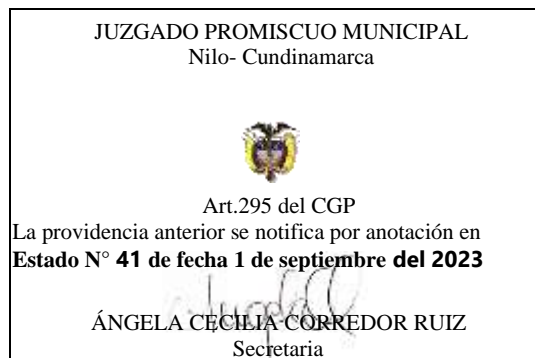 JUZGADO PROMISCUO MUNICIPAL
Nilo- Cundinamarca
Art.295 del CGP
La providencia anterior se notifica por anotación en
Estado N° 41 de fecha 1 de septiembre del 2023
ÁNGELA CECILIA CORREDOR RUIZ
Secretaria